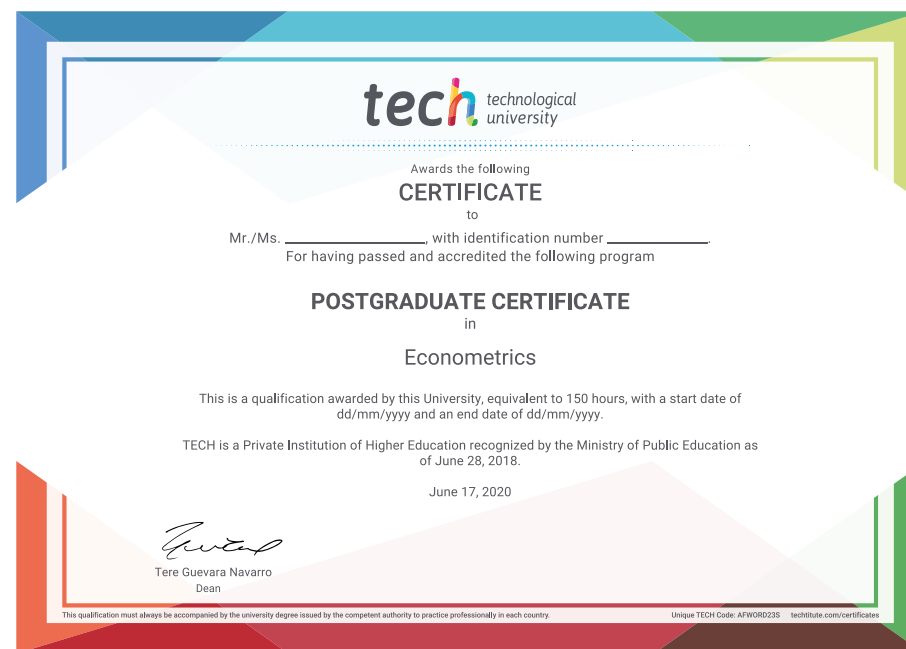 tech technological
university
Awards the following
CERTIFICATE
to
Mr./Ms. ____________________, with identification number ______________.
For having passed and accredited the following program
POSTGRADUATE CERTIFICATE
in
Econometrics
This is a qualification awarded by this University, equivalent to 150 hours, with a start date of
dd/mm/yyyy and an end date of dd/mm/yyyy.
TECH is a Private Institution of Higher Education recognized by the Ministry of Public Education as
of June 28, 2018.
June 17, 2020
Tere Guevara Navarro
Dean
This qualification must always be accompanied by the university degree issued by the competent authority to practice professionally in each country. Unique TECH Code: AFWORD23S techtitute.com/certificates